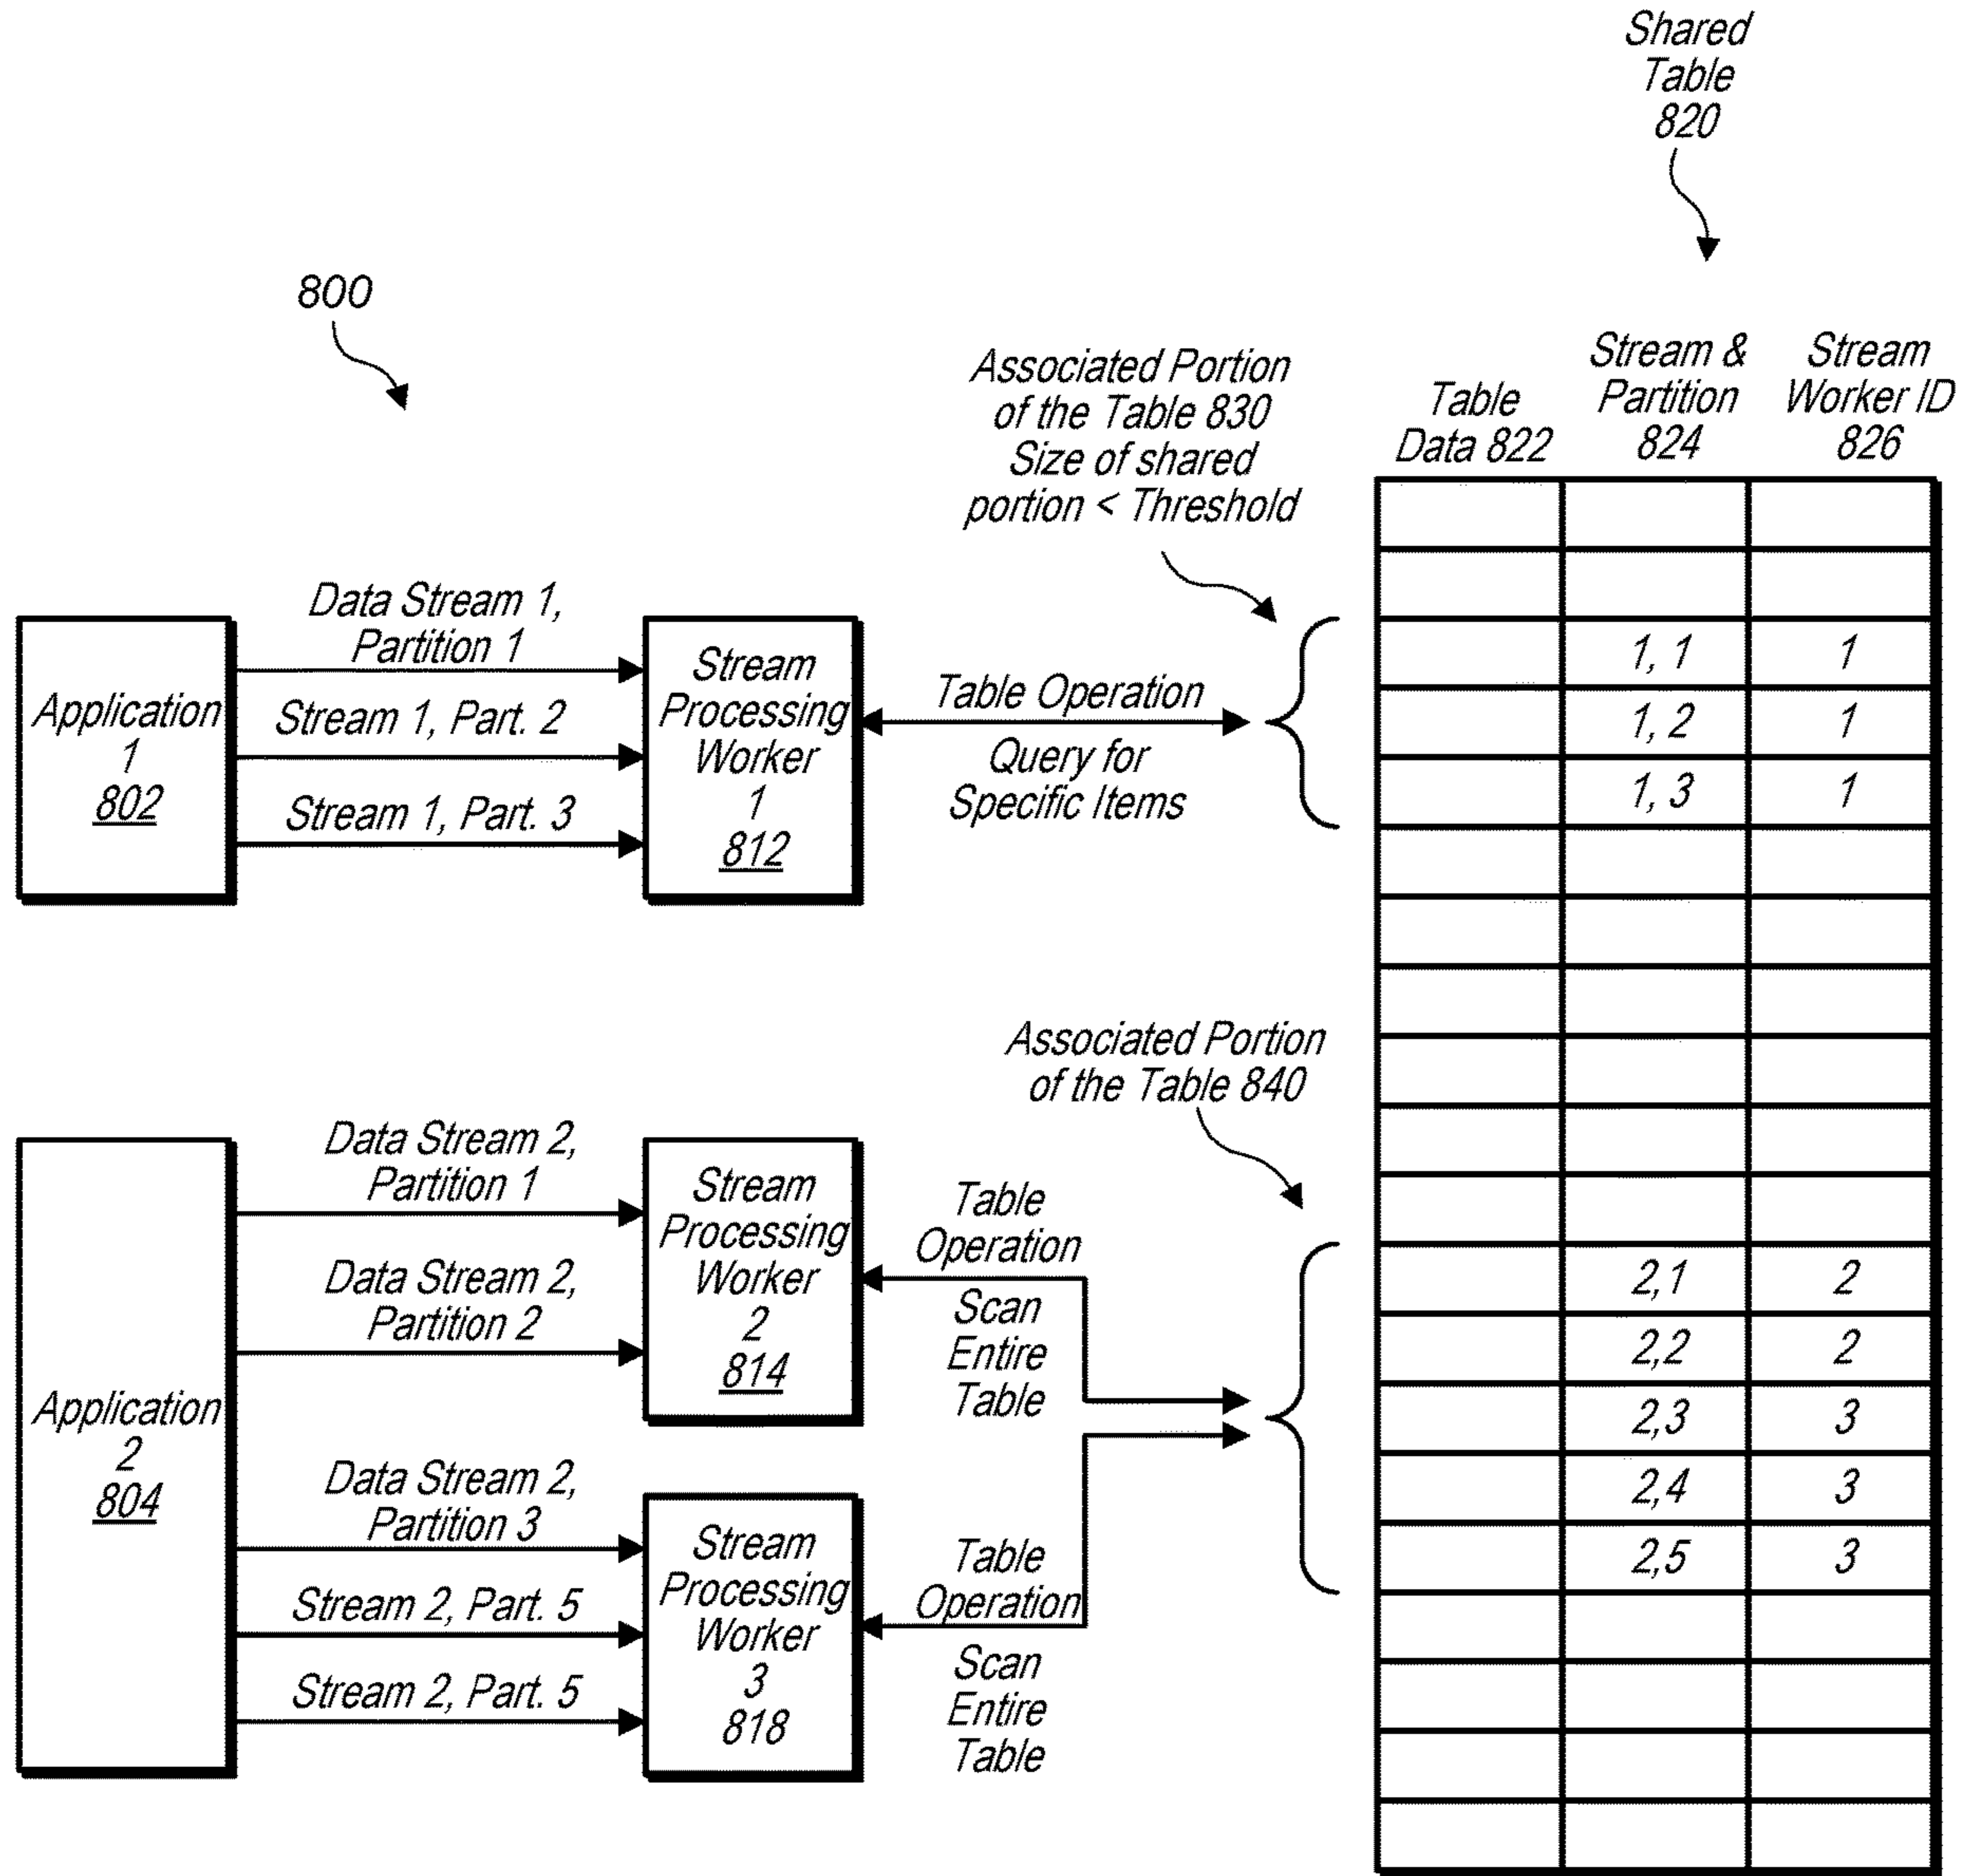 Shared
Table
820
800
Associated Portion
of the Table 830
Size of shared
portion < Threshold
Table
Data 822
Stream &
Partition
824
Stream
Worker ID
826
Application
1
802
Data Stream 1,
Partition 1
Stream 1, Part. 2
Stream 1, Part. 3
Stream
Processing
Worker
1
812
Table Operation
Query for
Specific Items
1, 1 1
1, 2 1
1, 3 1
Associated Portion
of the Table 840
Application
2
804
Data Stream 2,
Partition 1
Data Stream 2,
Partition 2
Stream
Processing
Worker
2
814
Table
Operation
Scan
Entire
Table
Data Stream 2,
Partition 3
Stream 2, Part. 5
Stream 2, Part. 5
Stream
Processing
Worker
3
818
Table
Operation
Scan
Entire
Table
2,1 2
2,2 2
2,3 3
2,4 3
2,5 3